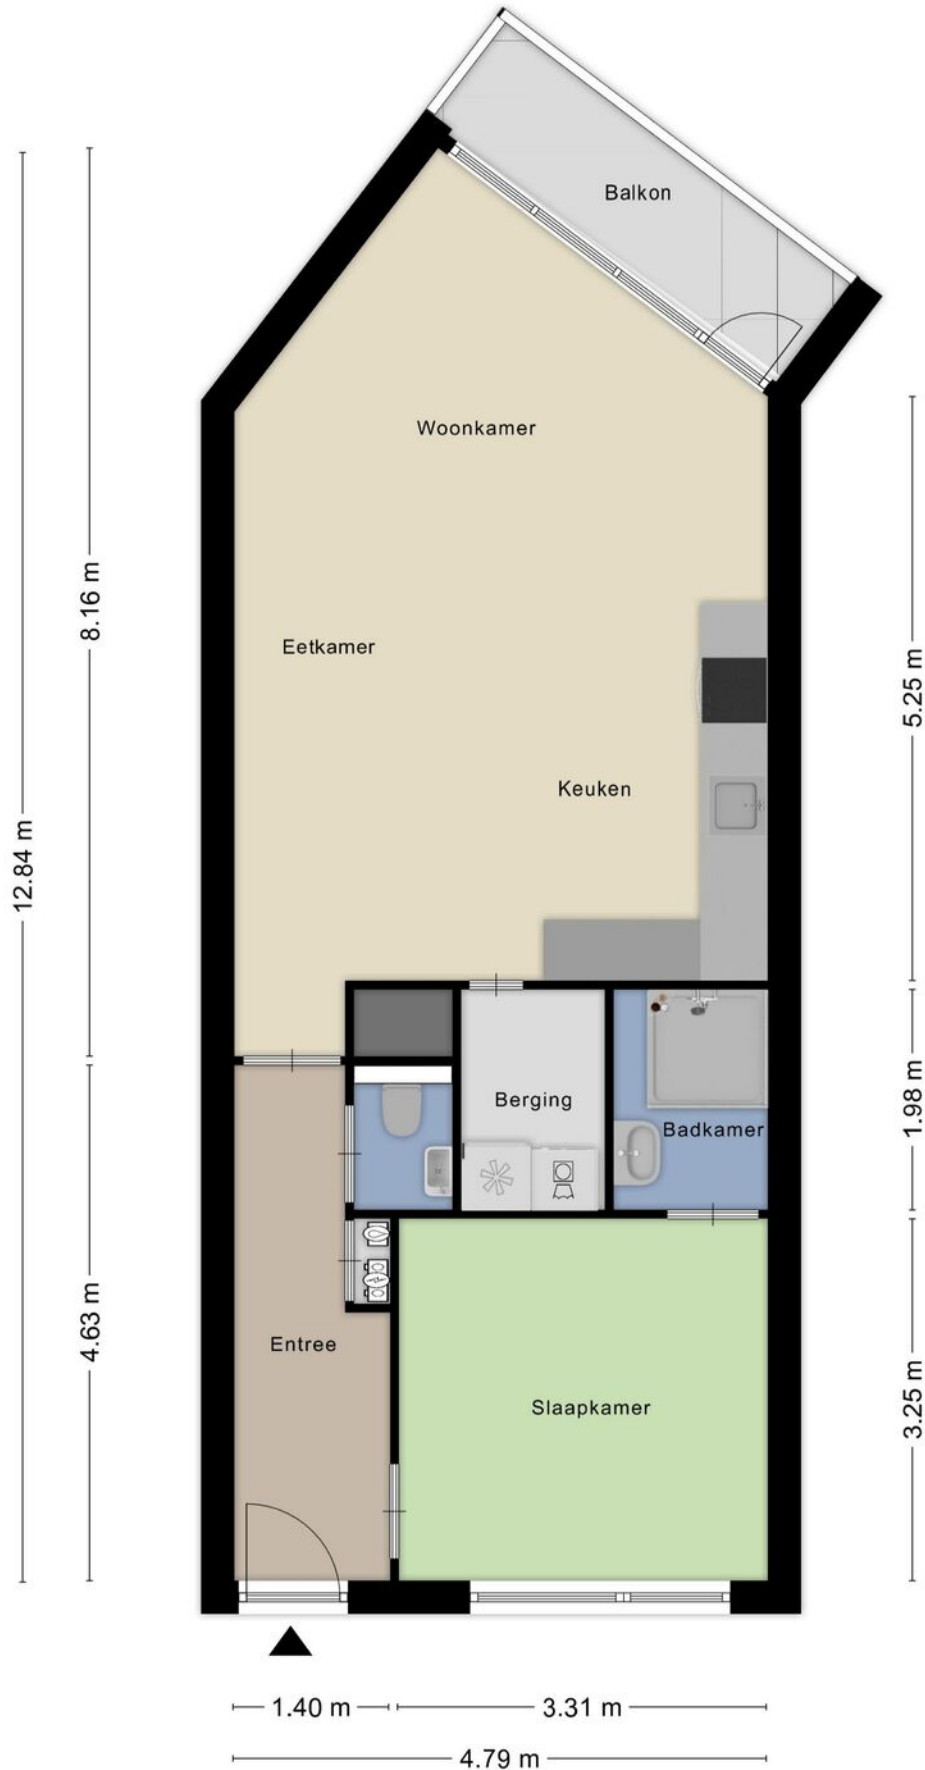 Balkon
Woonkamer
8.16 m
Eetkamer
5.25 m
Keuken
12.84 m
Berging
1.98 m
Badkamer
4.63 m
Entree
Slaapkamer
3.25 m
1.40 m
3.31 m
4.79 m